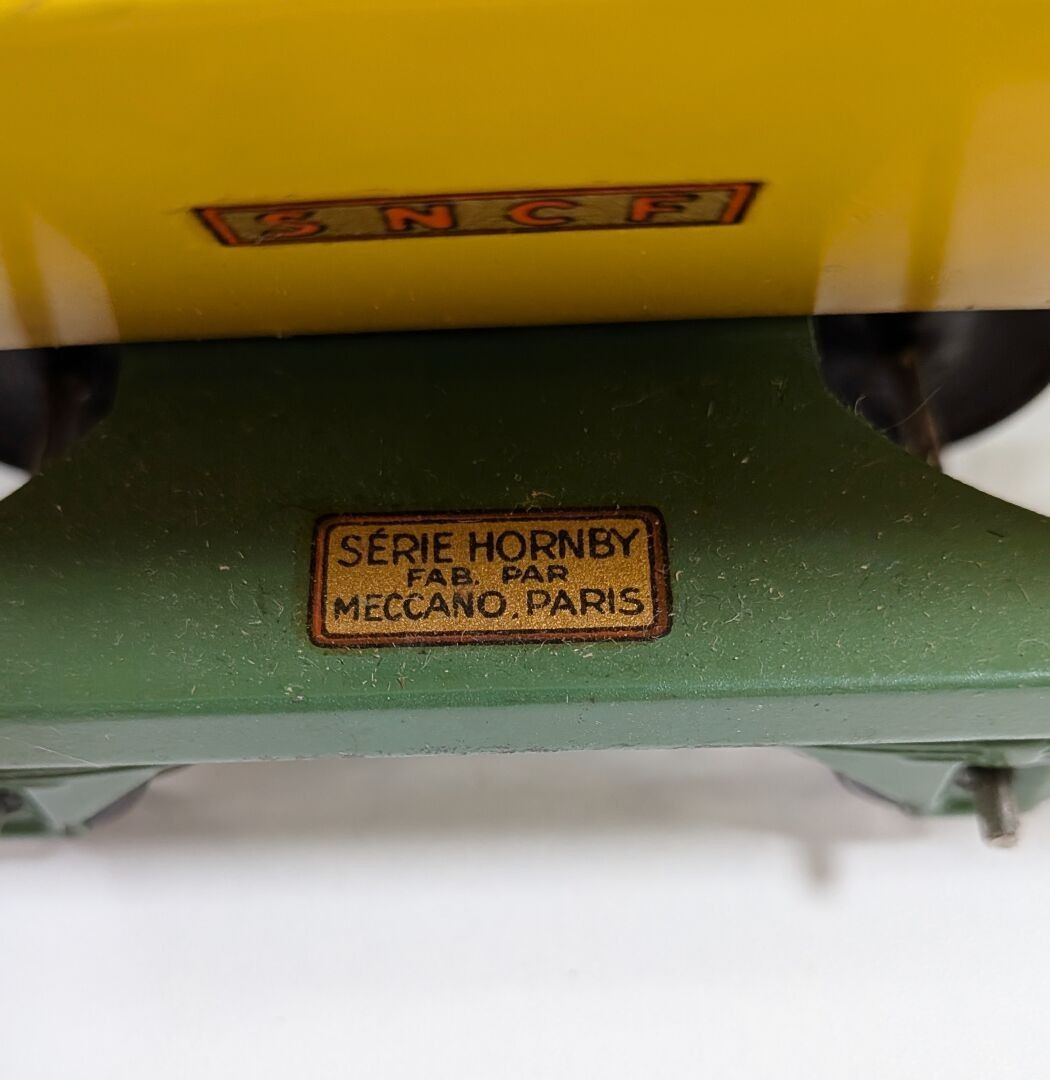 SNCF
SÉRIE HORNBY
FAB. PAR
MECCANO. PARIS